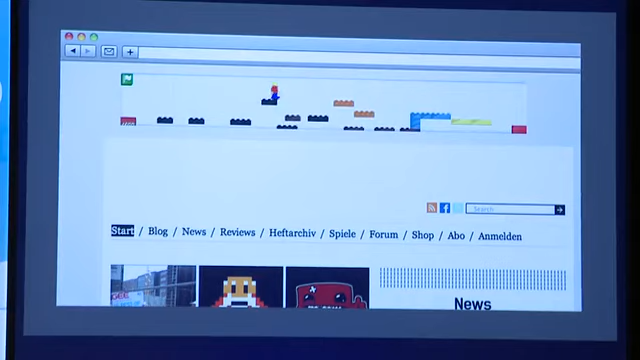 Search
Start / Blog / News / Reviews / Heftarchiv / Spiele / Forum / Shop / Abo / Anmelden
News